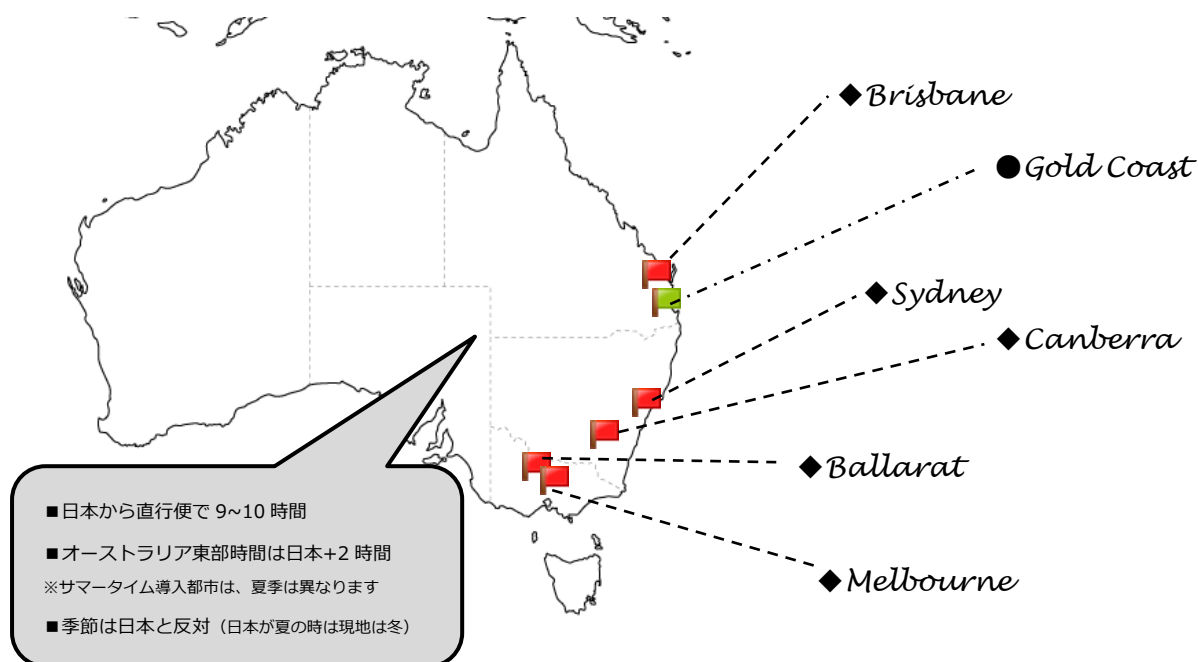 ◆Brisbane
●Gold Coast
◆Sydney
◆Canberra
◆Ballarat
◆Melbourne
■日本から直行便で 9~10 時間
■オーストラリア東部時間は日本+2 時間
※サマータイム導入都市は、夏季は異なります
■季節は日本と反対（日本が夏の時は現地は冬）